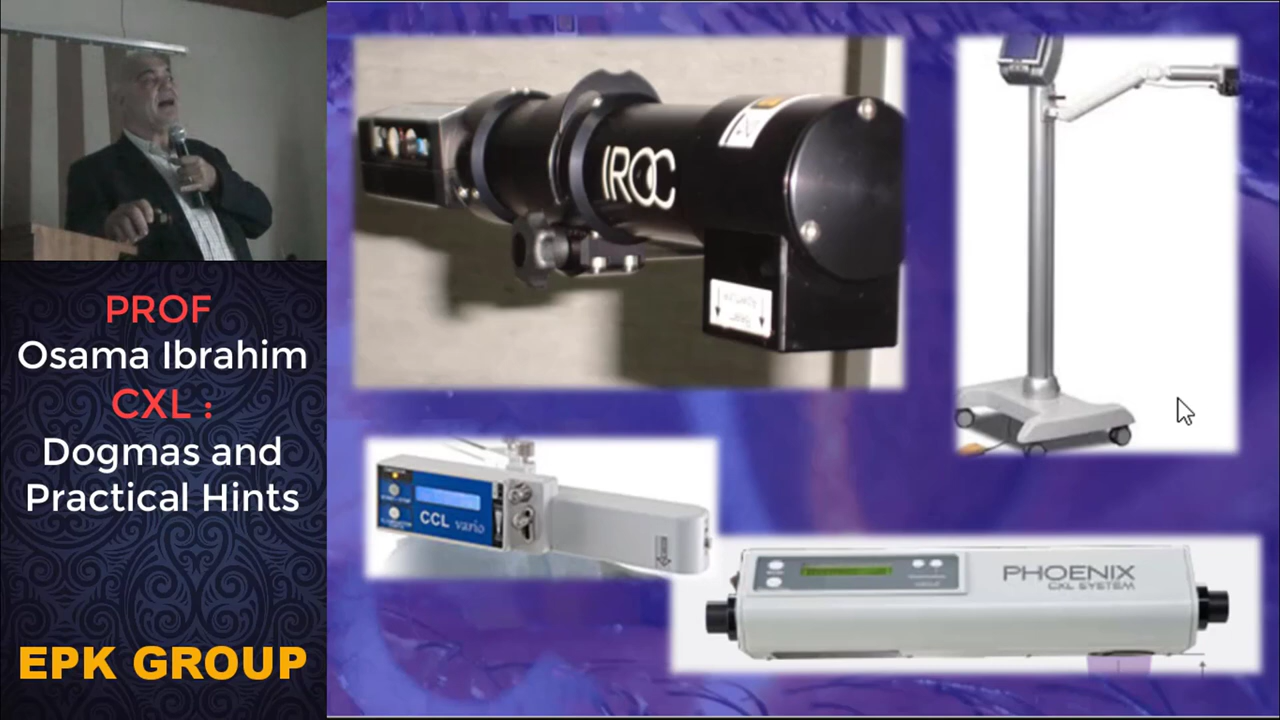 PROF
Osama Ibrahim
CXL :
Dogmas and
Practical Hints
EPK GROUP
IROC
CCL vario
PHOENIX
CXL SYSTEM